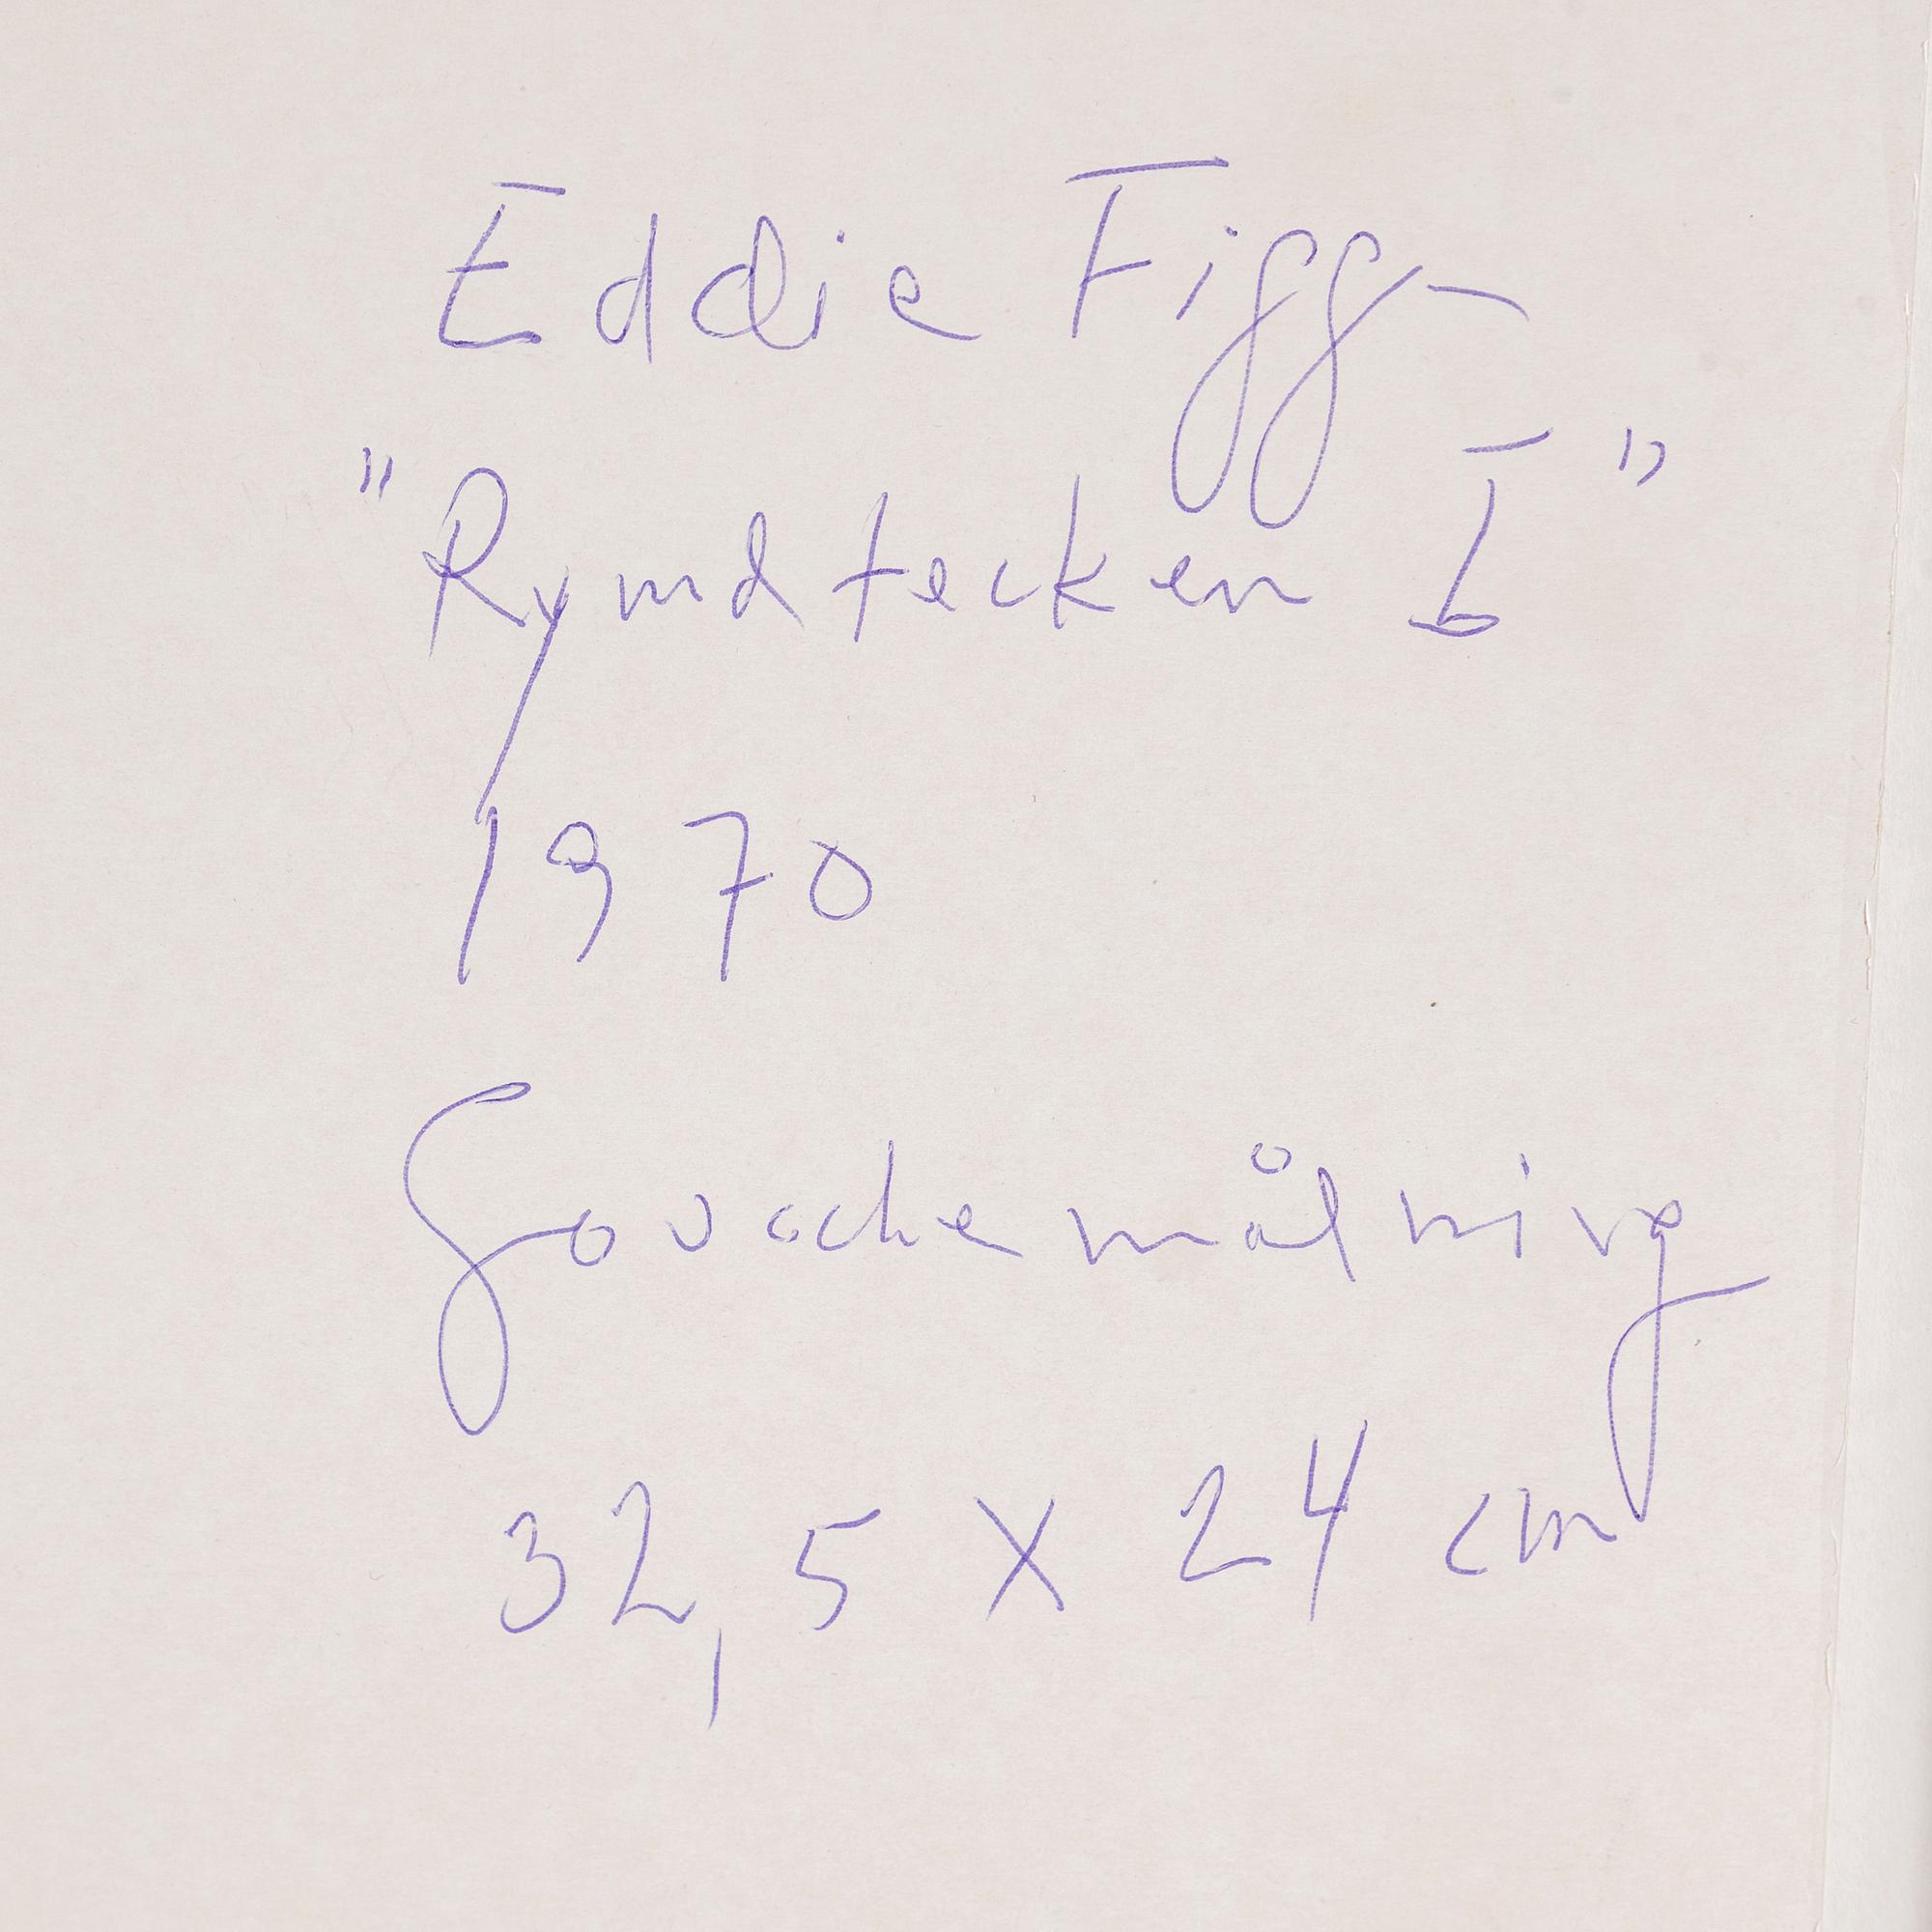 Eddie Figge
"Rymdtecken I"
1970
Gouachemålning
32,5 x 24 cm